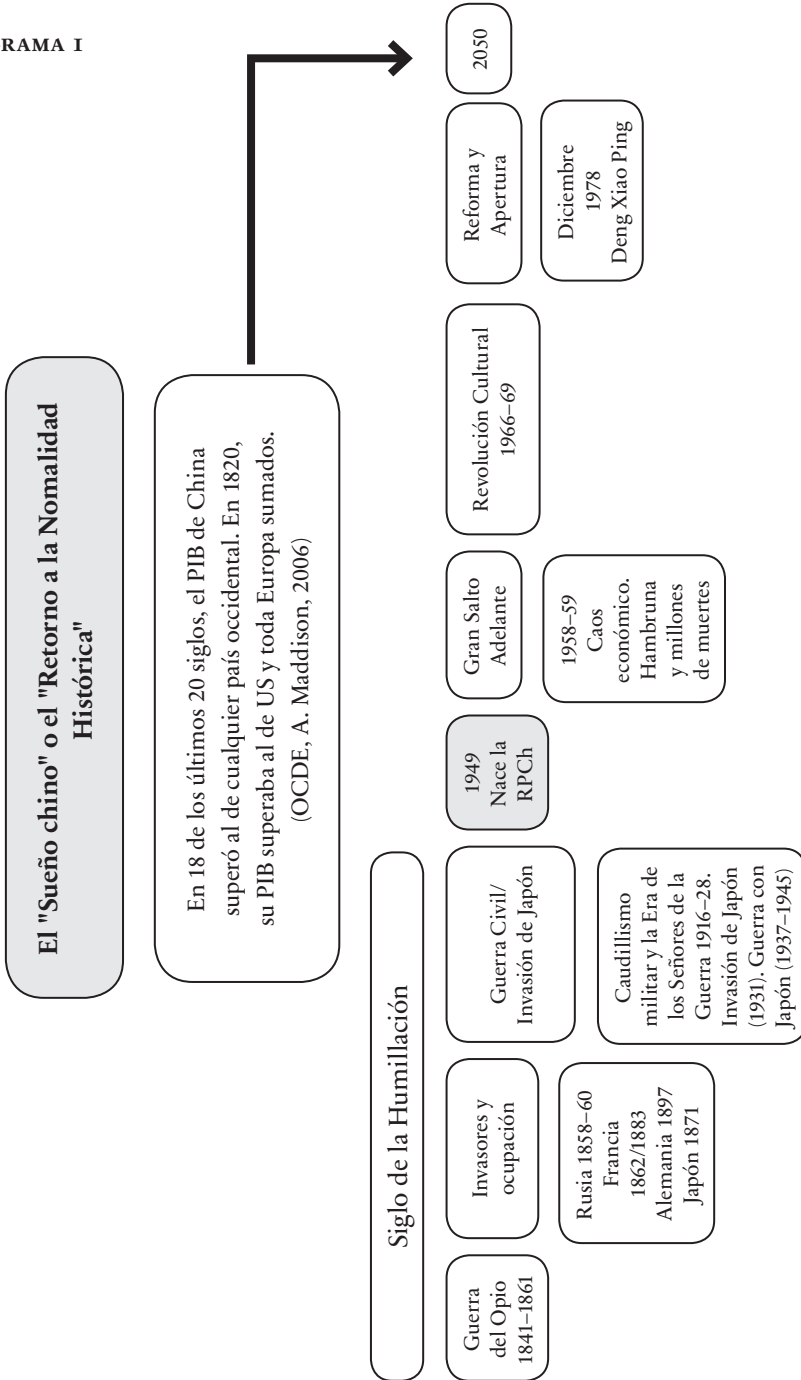 RAMA I
El "Sueño chino" o el "Retorno a la Nomalidad
Histórica"
En 18 de los últimos 20 siglos, el PIB de China
superó al de cualquier país occidental. En 1820,
su PIB superaba al de US y toda Europa sumados.
(OCDE, A. Maddison, 2006)
Siglo de la Humillación
Guerra
del Opio
1841–1861
Invasores y
ocupación
Rusia 1858–60
Francia
1862/1883
Alemania 1897
Japón 1871
Guerra Civil/
Invasión de Japón
Caudillismo
militar y la Era de
los Señores de la
Guerra 1916–28.
Invasión de Japón
(1931). Guerra con
Japón (1937–1945)
1949
Nace la
RPCh
Gran Salto
Adelante
1958–59
Caos
económico.
Hambruna
y millones
de muertes
Revolución Cultural
1966–69
Reforma y
Apertura
Diciembre
1978
Deng Xiao Ping
2050